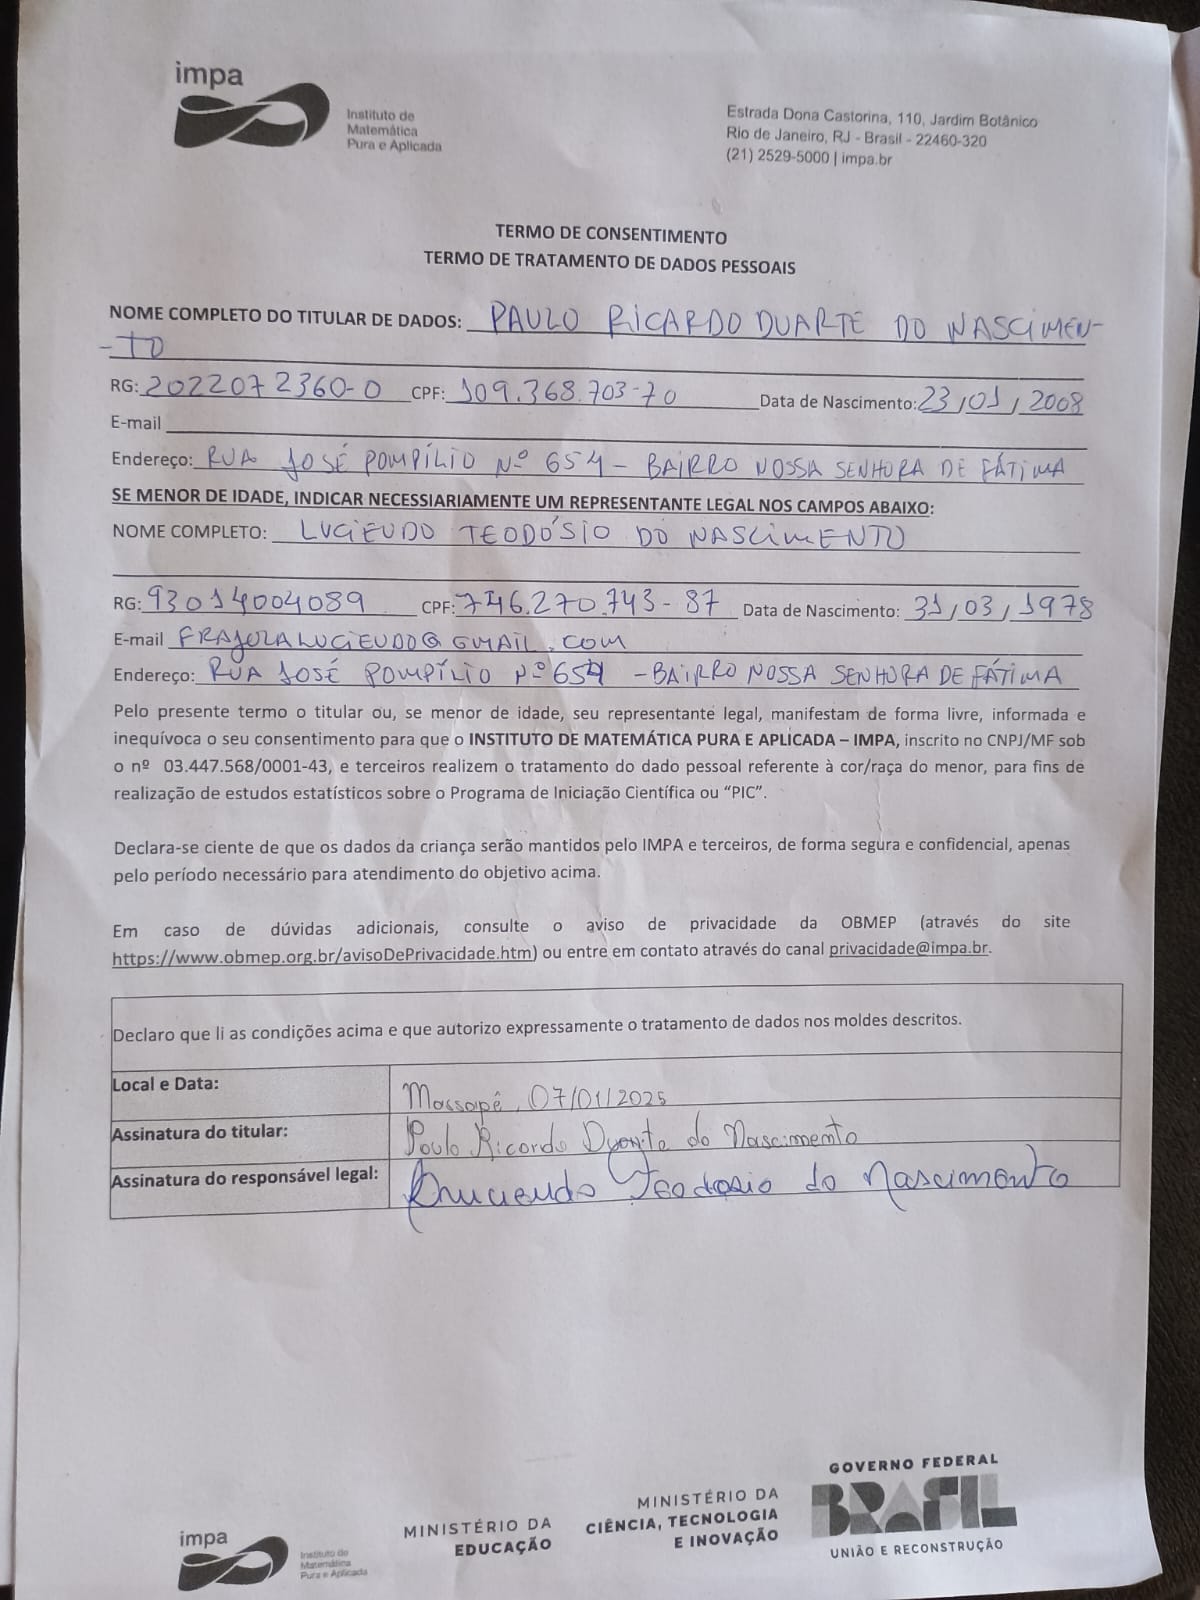 impa
Instituto de
Matemática
Pura e Aplicada
Estrada Dona Castorina, 110, Jardim Botânico
Rio de Janeiro, RJ - Brasil - 22460-320
(21) 2529-5000 | impa.br
TERMO DE CONSENTIMENTO
TERMO DE TRATAMENTO DE DADOS PESSOAIS
NOME COMPLETO DO TITULAR DE DADOS: PAULO RICARDO DUARTE DO NASCIMEN-
-TO
RG: 2022072360-0 CPF: 109.368.703-70 Data de Nascimento: 23/01/2008
E-mail
Endereço: RUA JOSÉ POMPÍLIO Nº 654 - BAIRRO NOSSA SENHORA DE FÁTIMA
SE MENOR DE IDADE, INDICAR NECESSIARIAMENTE UM REPRESENTANTE LEGAL NOS CAMPOS ABAIXO:
NOME COMPLETO: LUCIEUDO TEODÓSIO DO NASCIMENTO
RG: 93014004089 CPF: 746.270.743-87 Data de Nascimento: 31/03/1978
E-mail FRAJOLALUCIEUDO@GMAIL.COM
Endereço: RUA JOSÉ POMPÍLIO Nº 654 - BAIRRO NOSSA SENHORA DE FÁTIMA
Pelo presente termo o titular ou, se menor de idade, seu representante legal, manifestam de forma livre, informada e
inequívoca o seu consentimento para que o INSTITUTO DE MATEMÁTICA PURA E APLICADA – IMPA, inscrito no CNPJ/MF sob
o nº 03.447.568/0001-43, e terceiros realizem o tratamento do dado pessoal referente à cor/raça do menor, para fins de
realização de estudos estatísticos sobre o Programa de Iniciação Científica ou “PIC”.
Declara-se ciente de que os dados da criança serão mantidos pelo IMPA e terceiros, de forma segura e confidencial, apenas
pelo período necessário para atendimento do objetivo acima.
Em caso de dúvidas adicionais, consulte o aviso de privacidade da OBMEP (através do site
https://www.obmep.org.br/avisoDePrivacidade.htm) ou entre em contato através do canal privacidade@impa.br.
Declaro que li as condições acima e que autorizo expressamente o tratamento de dados nos moldes descritos.
Local e Data: Massapê, 07/01/2025
Assinatura do titular: Paulo Ricardo Duarte do Nascimento
Assinatura do responsável legal: Lucieudo Teodosio do Nascimento
impa
Instituto de
Matemática
Pura e Aplicada
MINISTÉRIO DA
EDUCAÇÃO
MINISTÉRIO DA
CIÊNCIA, TECNOLOGIA
E INOVAÇÃO
GOVERNO FEDERAL
BRASIL
UNIÃO E RECONSTRUÇÃO